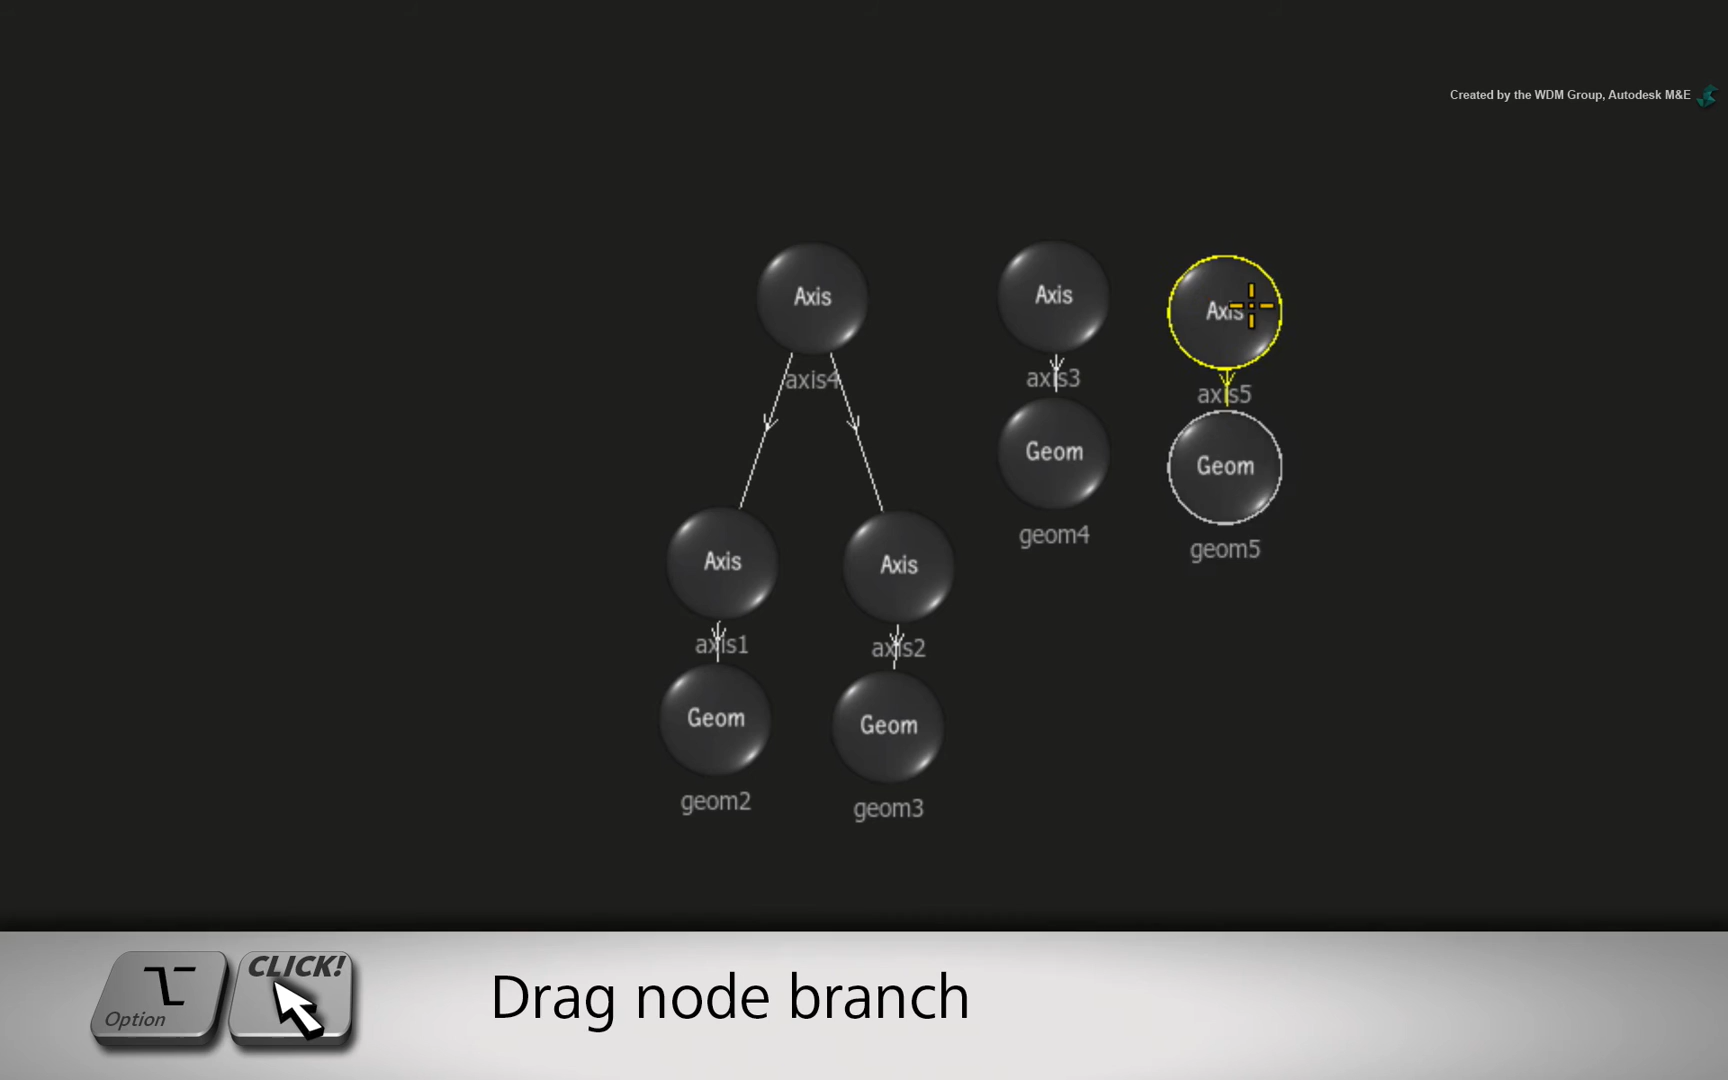 Created by the WDM Group, Autodesk M&E
Axis
axis4
Axis
axis3
Axis
axis5
Geom
geom4
Geom
geom5
Axis
axis1
Axis
axis2
Geom
geom2
Geom
geom3
Option
CLICK!
Drag node branch